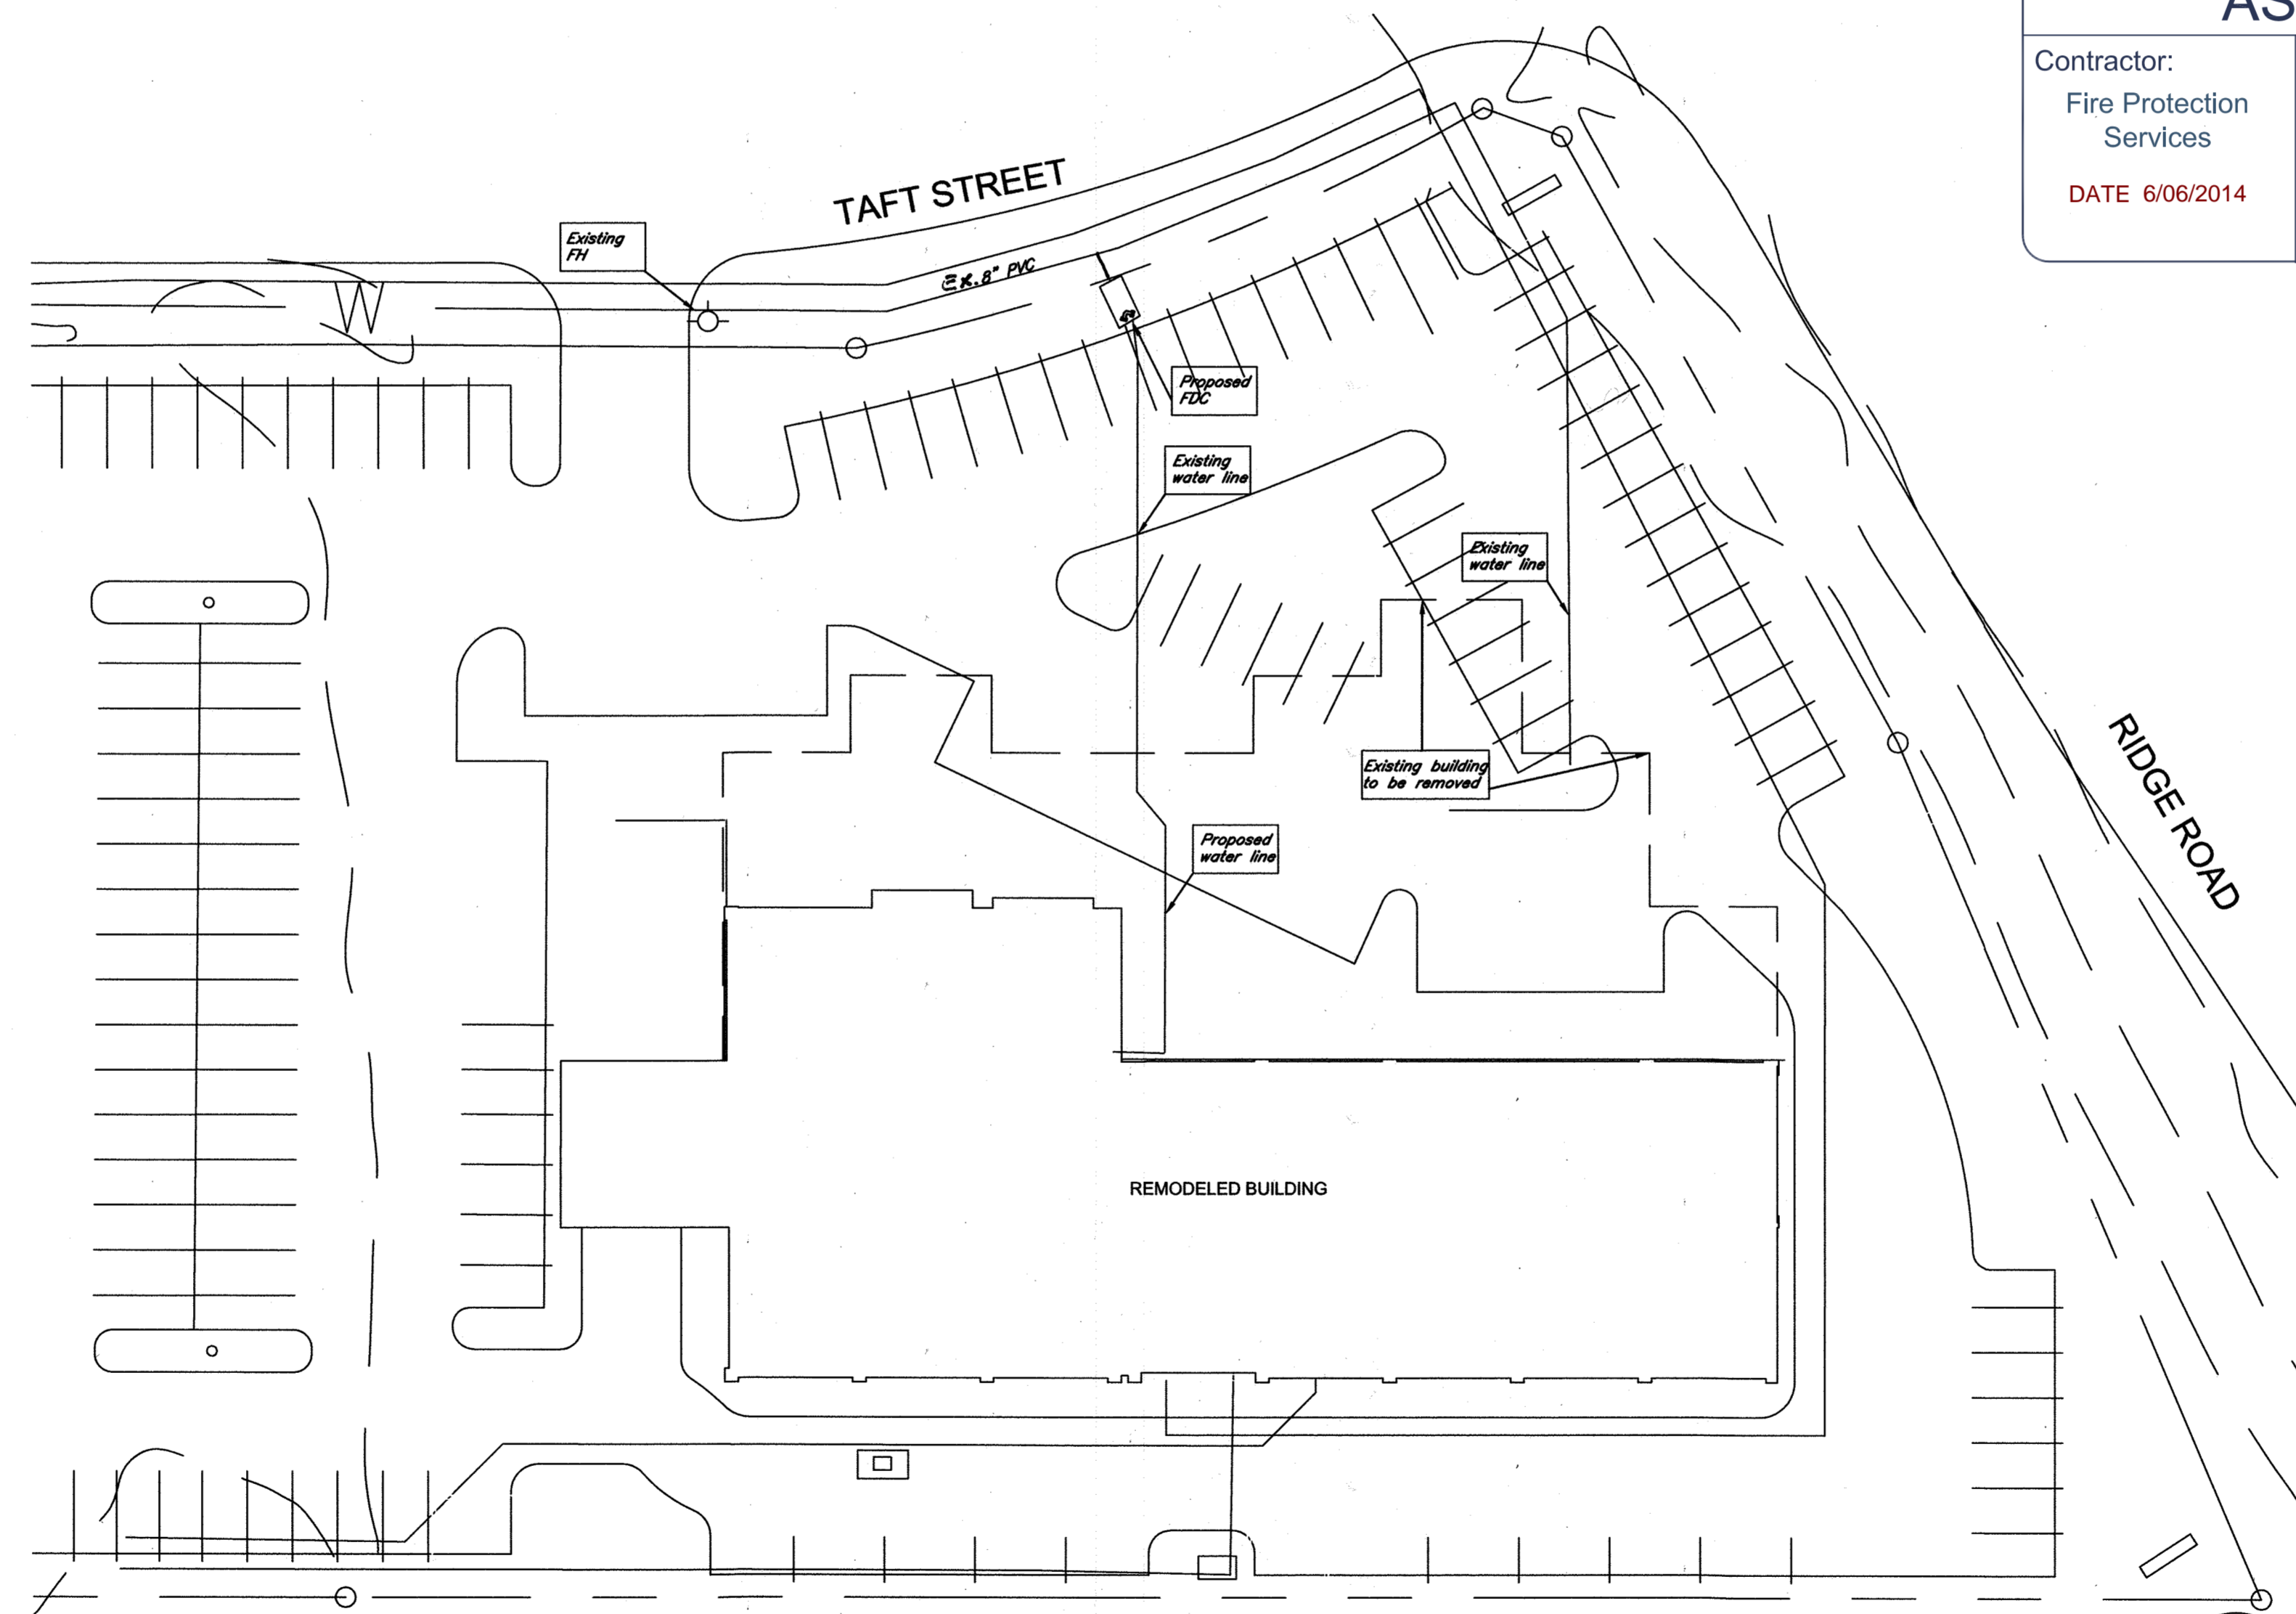 AS
Contractor:
Fire Protection
Services
DATE 6/06/2014
TAFT STREET
Existing
FH
Ex. 8" PVC
Proposed
FDC
Existing
water line
Existing
water line
Existing building
to be removed
RIDGE ROAD
Proposed
water line
REMODELED BUILDING
W